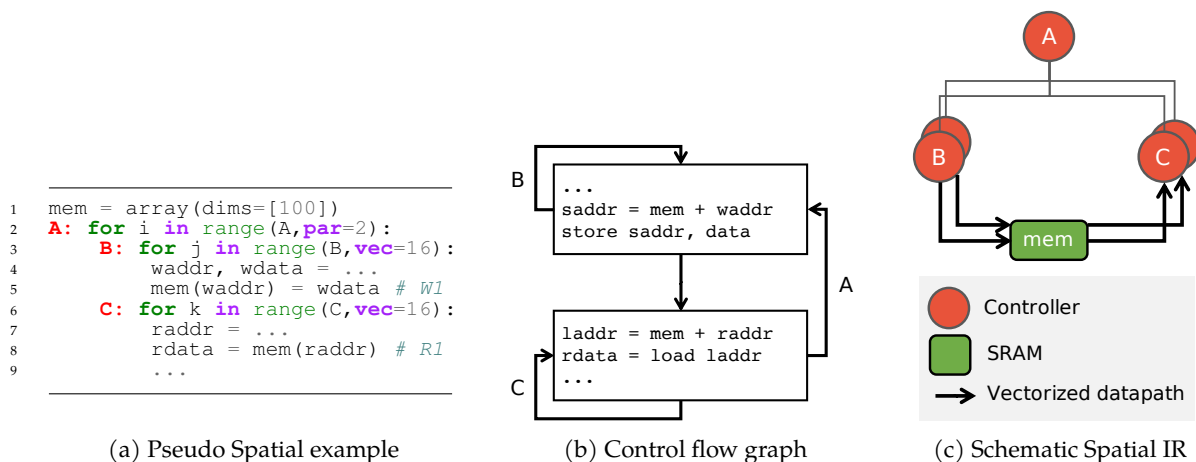 1 mem = array(dims=[100])
2 A: for i in range(A,par=2):
3 B: for j in range(B,vec=16):
4 waddr, wdata = ...
5 mem(waddr) = wdata # W1
6 C: for k in range(C,vec=16):
7 raddr = ...
8 rdata = mem(raddr) # R1
9 ...
(a) Pseudo Spatial example
B
...
saddr = mem + waddr
store saddr, data
A
laddr = mem + raddr
rdata = load laddr
...
C
(b) Control flow graph
A
B
C
mem
Controller
SRAM
Vectorized datapath
(c) Schematic Spatial IR